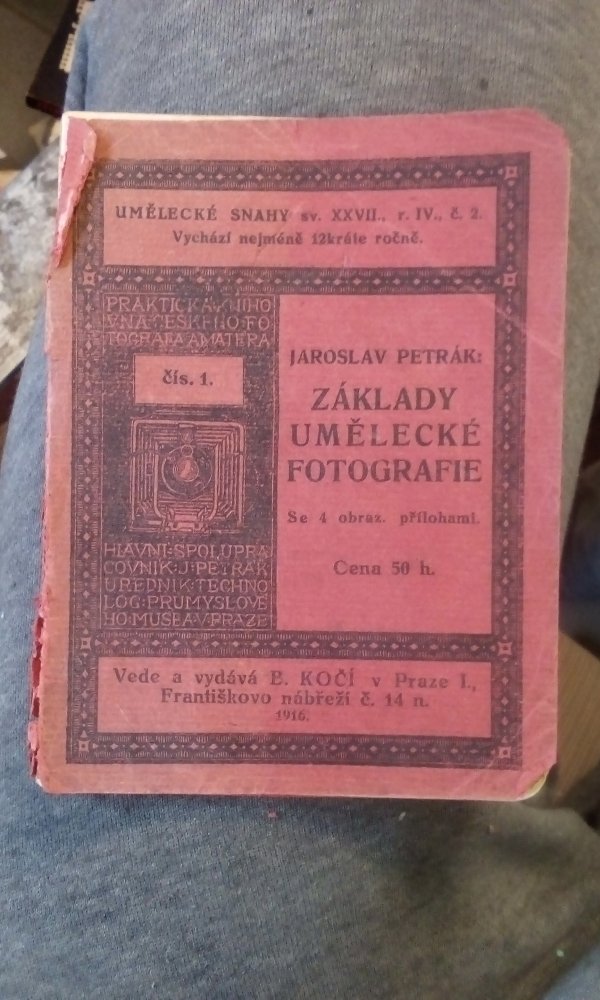 UMĚLECKÉ SNAHY sv. XXVII., r. IV., č. 2.
Vychází nejméně 12kráte ročně.
PRAKTICKÁ KNIHO
VNA ČESKÉHO FO
TOGRAFA AMATÉRA
čís. 1.
HLAVNÍ·SPOLUPRA
COVNÍK·J·PETRÁK
ÚŘEDNÍK·TECHNO
LOG·PRŮMYSLOVÉ
HO·MUSEA·V·PRAZE
JAROSLAV PETRÁK:
ZÁKLADY
UMĚLECKÉ
FOTOGRAFIE
Se 4 obraz. přílohami.
Cena 50 h.
Vede a vydává E. KOČÍ v Praze I.,
Františkovo nábřeží č. 14 n.
1916.